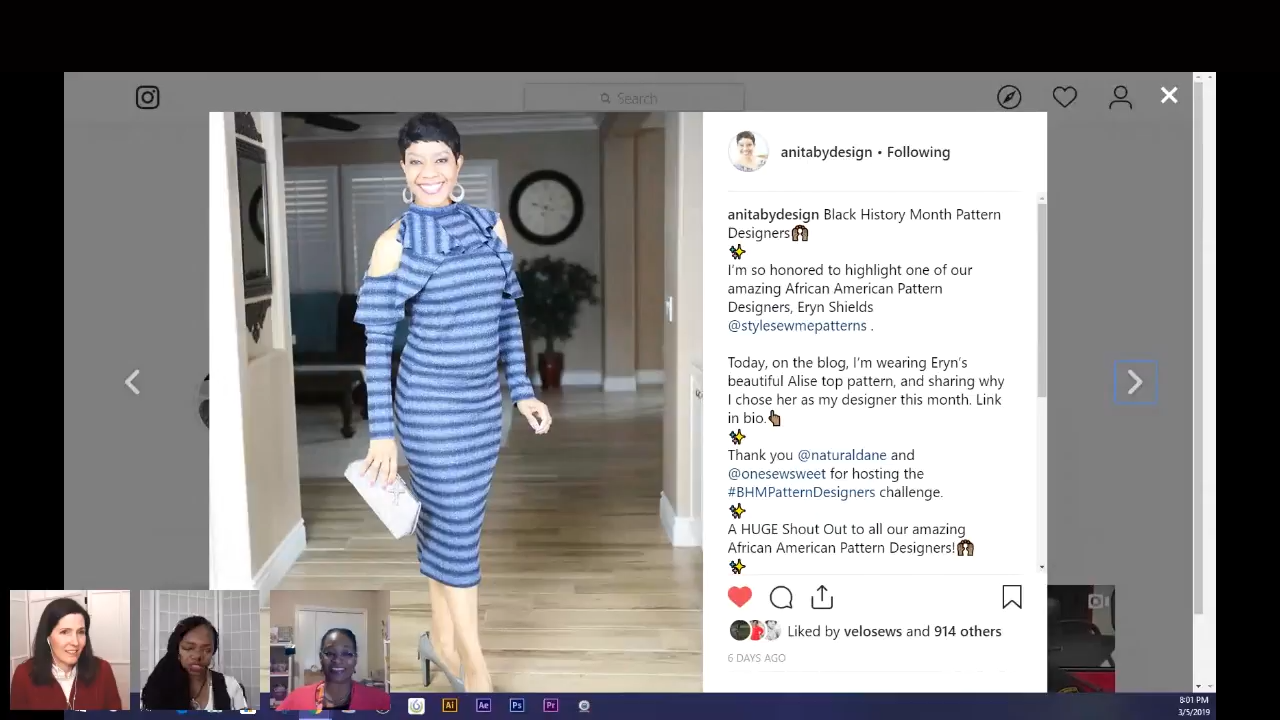 Search
anitabydesign • Following
anitabydesign Black History Month Pattern
Designers
I'm so honored to highlight one of our
amazing African American Pattern
Designers, Eryn Shields
@stylesewmepatterns .
Today, on the blog, I'm wearing Eryn's
beautiful Alise top pattern, and sharing why
I chose her as my designer this month. Link
in bio.
Thank you @naturaldane and
@onesewsweet for hosting the
#BHMPatternDesigners challenge.
A HUGE Shout Out to all our amazing
African American Pattern Designers!
Liked by velosews and 914 others
6 DAYS AGO
Ai Ae Ps Pr
8:01 PM
3/5/2019